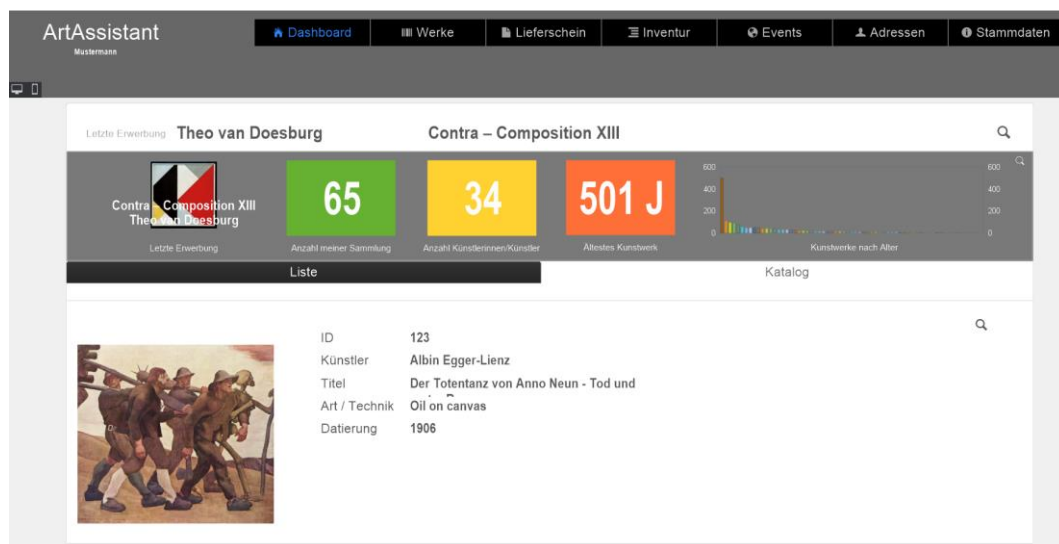 ArtAssistant
Mustermann
Dashboard
Werke
Lieferschein
Inventur
Events
Adressen
Stammdaten
Letzte Erwerbung Theo van Doesburg Contra – Composition XIII
Contra – Composition XIII
Theo van Doesburg
Letzte Erwerbung
65
Anzahl meiner Sammlung
34
Anzahl Künstlerinnen/Künstler
501 J
Ältestes Kunstwerk
600
400
200
0
600
400
200
0
Kunstwerke nach Alter
Liste
Katalog
ID 123
Künstler Albin Egger-Lienz
Titel Der Totentanz von Anno Neun - Tod und
Art / Technik Oil on canvas
Datierung 1906